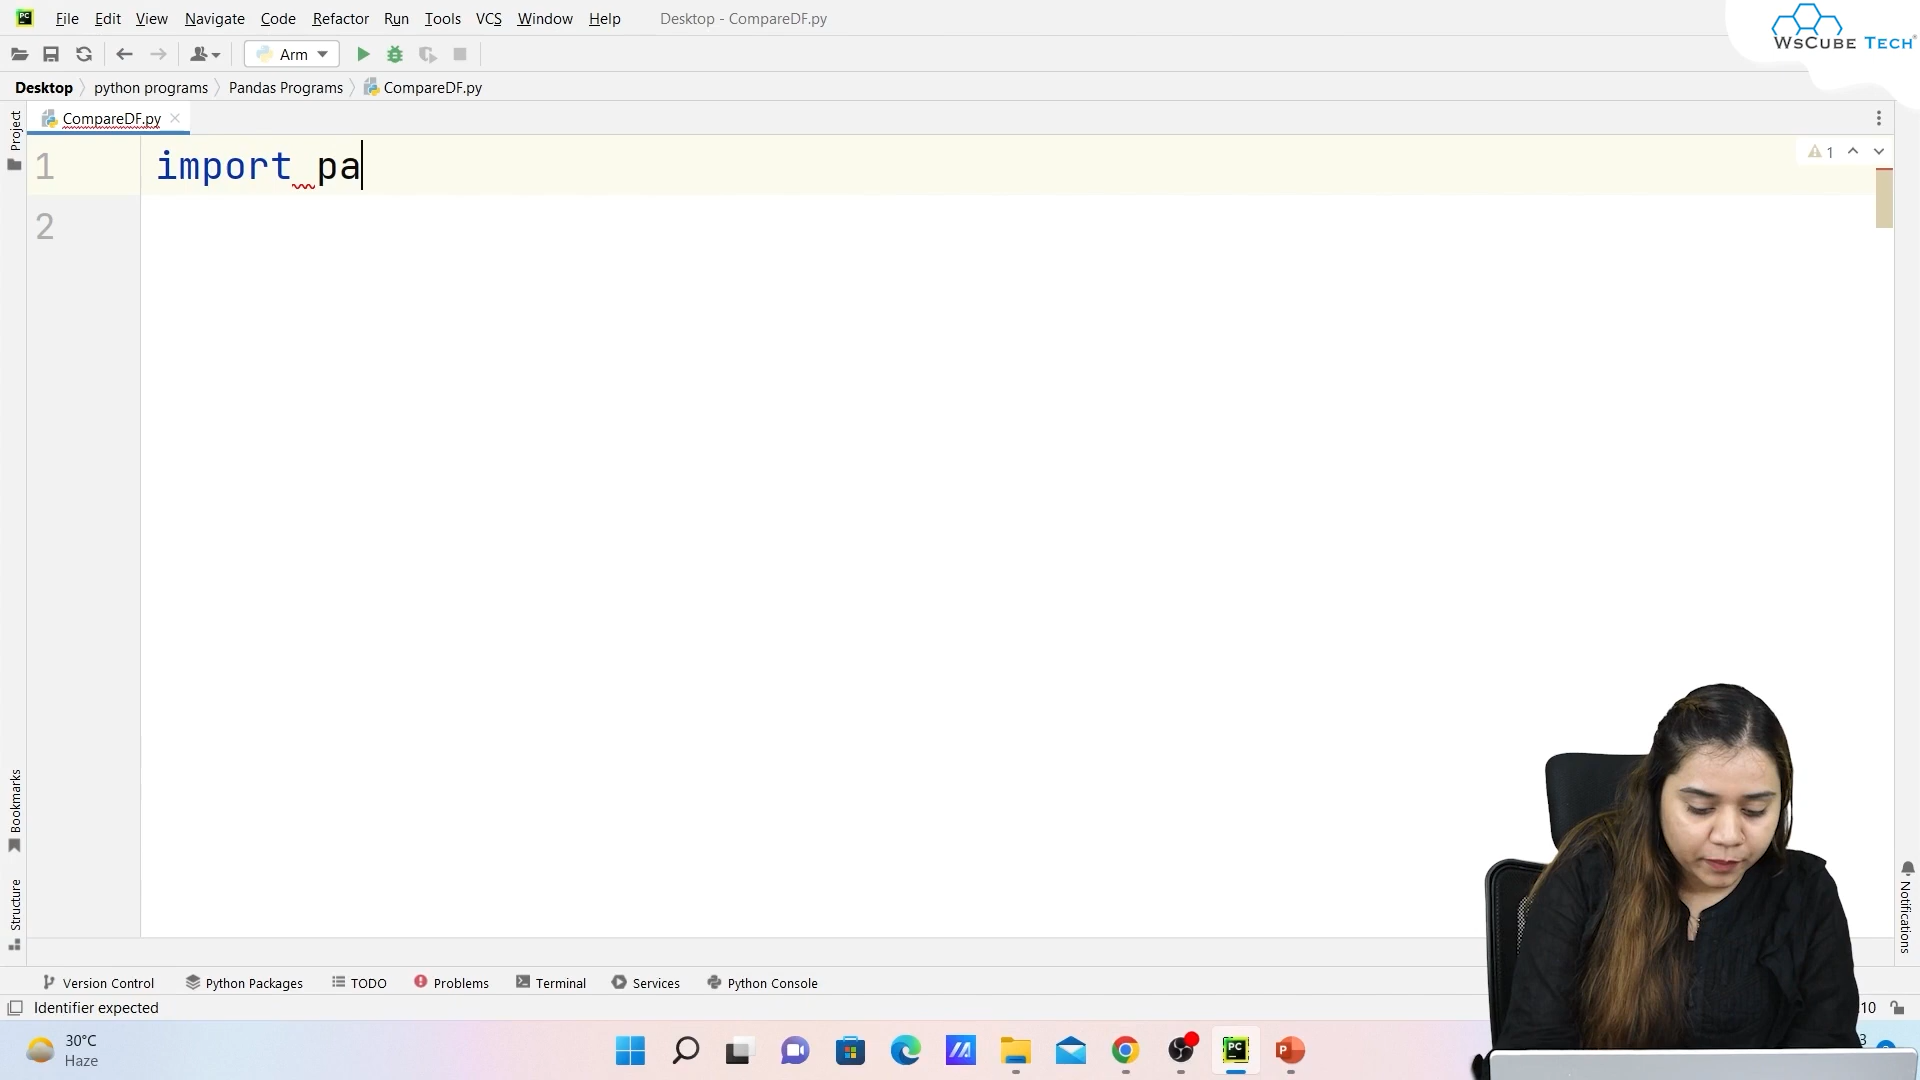 File Edit View Navigate Code Refactor Run Tools VCS Window Help Desktop - CompareDF.py
WsCube Tech
Arm
Desktop python programs Pandas Programs CompareDF.py
Project
CompareDF.py
1 import pa
1
2
Bookmarks
Structure
Notifications
Version Control Python Packages TODO Problems Terminal Services Python Console
Identifier expected
10
30°C
Haze